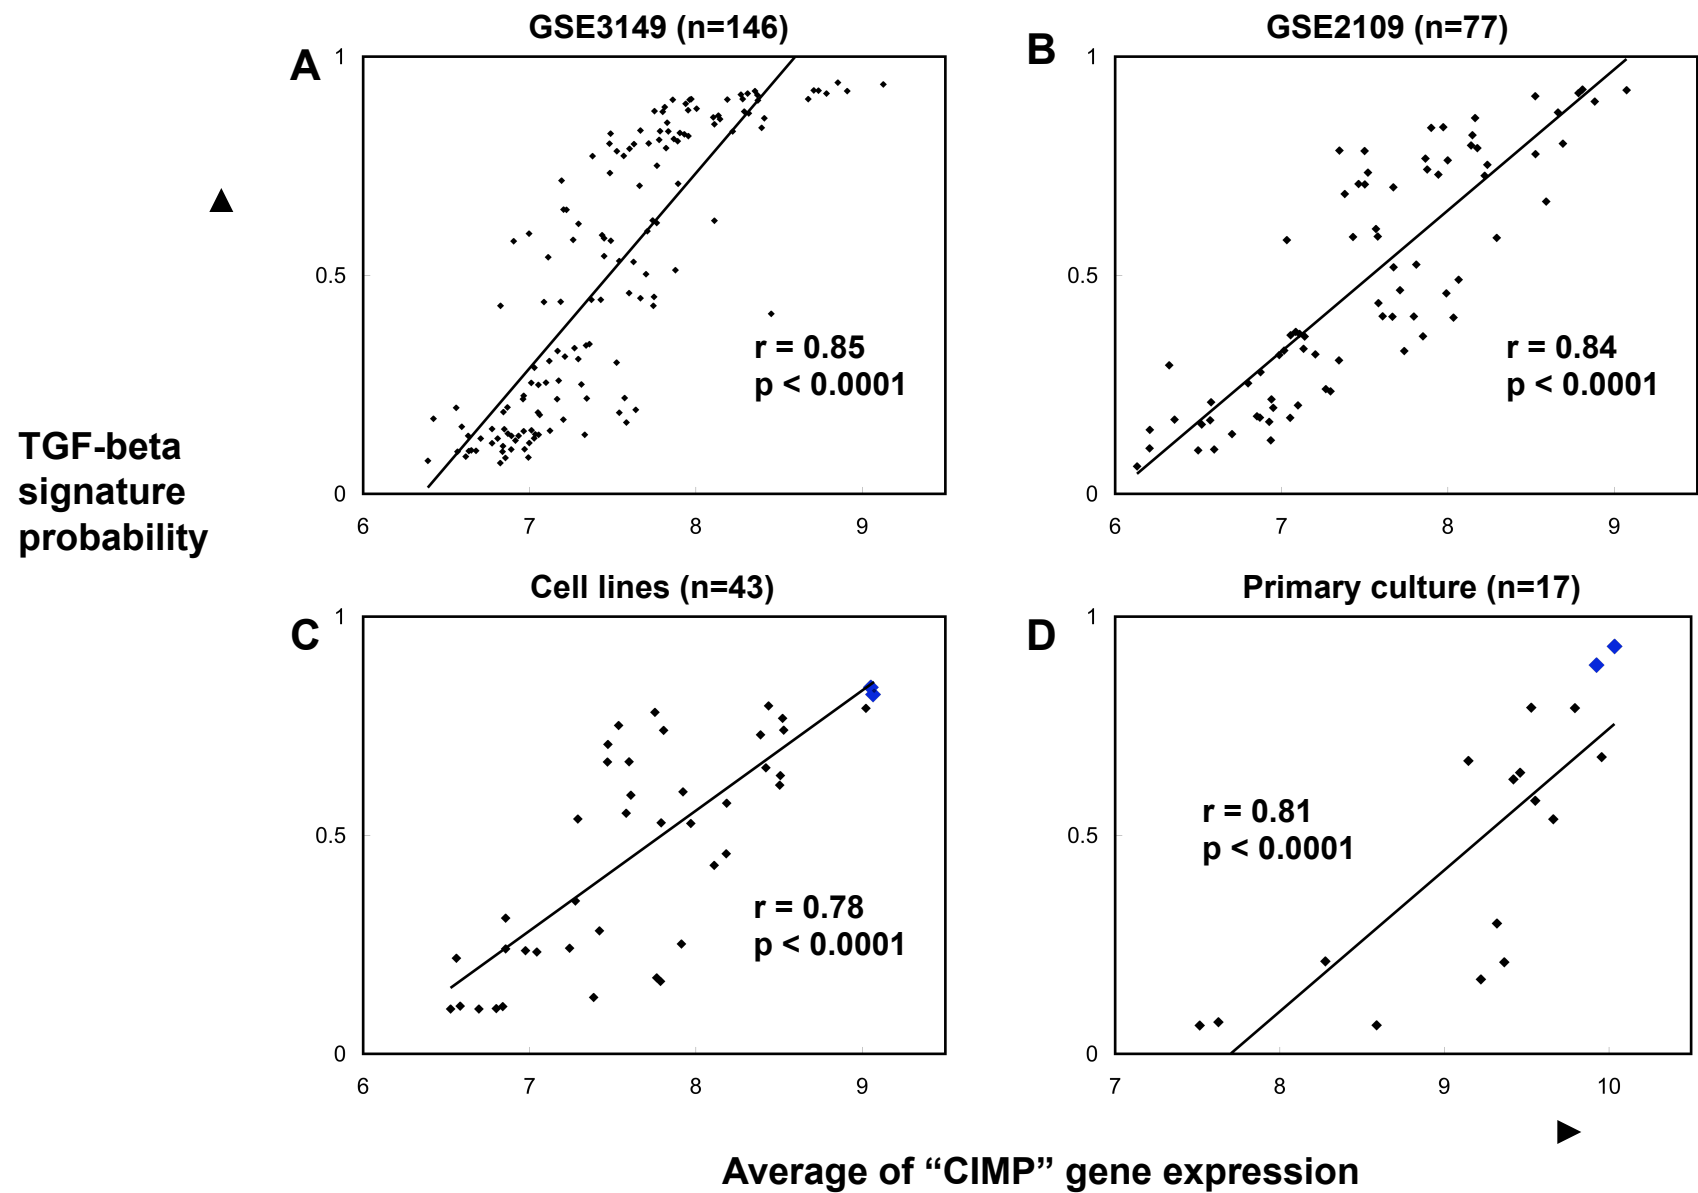 GSE3149 (n=146)
GSE2109 (n=77)
A
1
0.5
0
6 7 8 9
r = 0.85
p < 0.0001
B
1
0.5
0
6 7 8 9
r = 0.84
p < 0.0001
TGF-beta
signature
probability
Cell lines (n=43)
Primary culture (n=17)
C
1
0.5
0
6 7 8 9
r = 0.78
p < 0.0001
D
1
0.5
0
7 8 9 10
r = 0.81
p < 0.0001
Average of “CIMP” gene expression